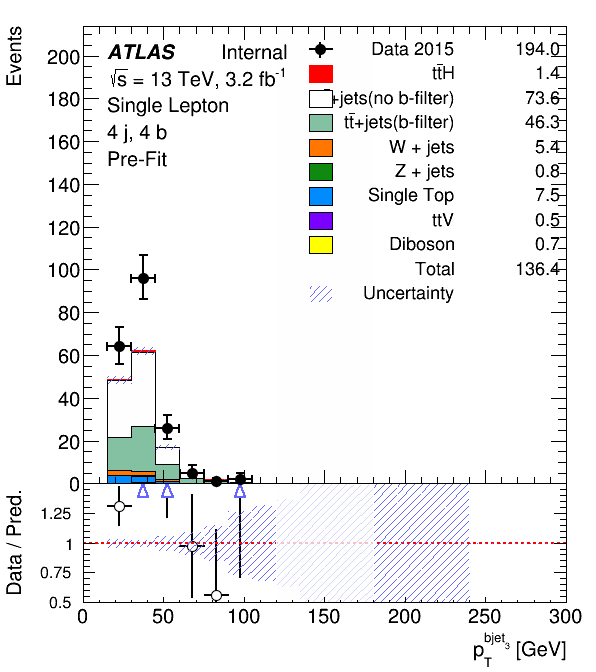 Events
ATLAS Internal
√s = 13 TeV, 3.2 fb⁻¹
Single Lepton
4 j, 4 b
Pre-Fit
Data 2015 194.0
tt̄H 1.4
+jets(no b-filter) 73.6
tt̄+jets(b-filter) 46.3
W + jets 5.4
Z + jets 0.8
Single Top 7.5
ttV 0.5
Diboson 0.7
Total 136.4
Uncertainty
200
180
160
140
120
100
80
60
40
20
0
Data / Pred.
1.25
1
0.75
0.5
0 50 100 150 200 250 300
p_T^{bjet_3} [GeV]